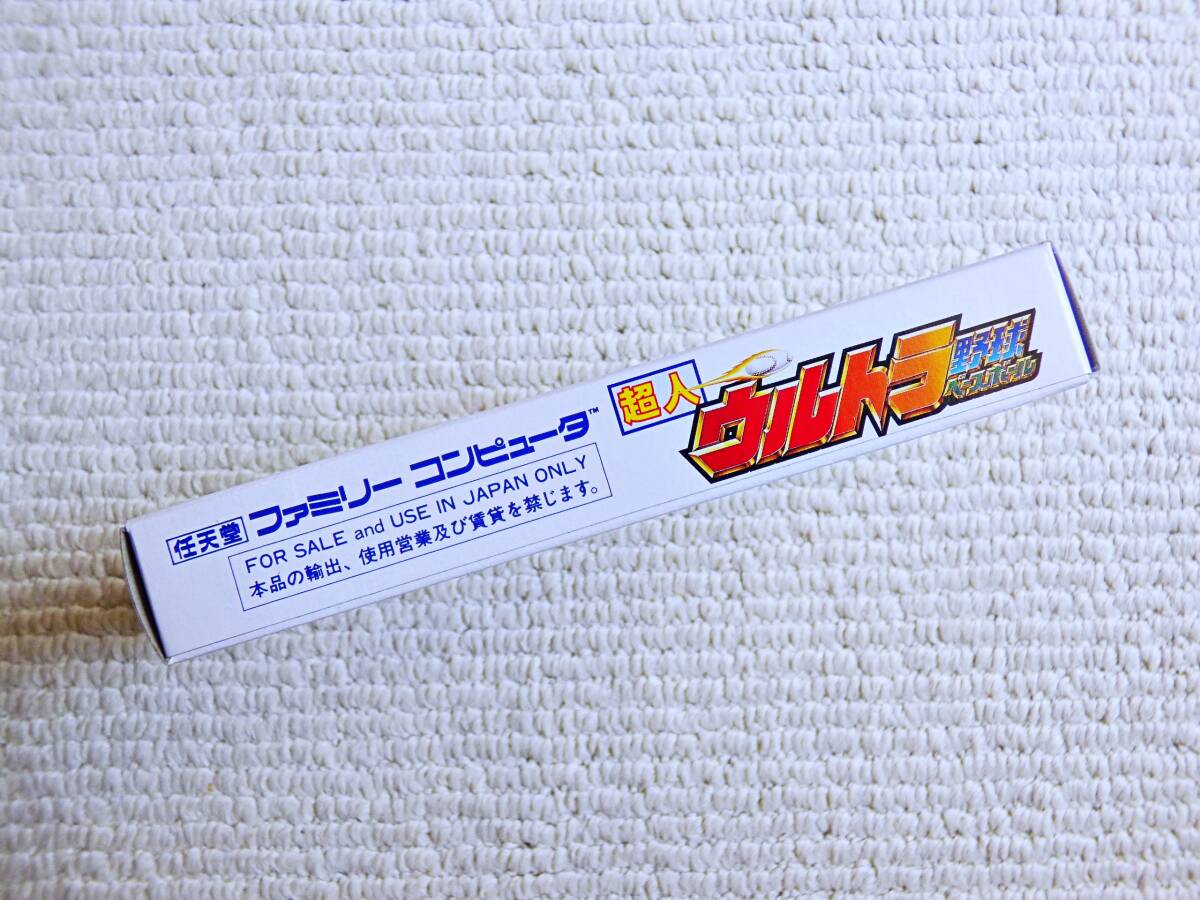 任天堂 ファミリー コンピュータ™
FOR SALE and USE IN JAPAN ONLY
本品の輸出、使用営業及び賃貸を禁じます。
超人
ウルトラ
野球
ベースボール